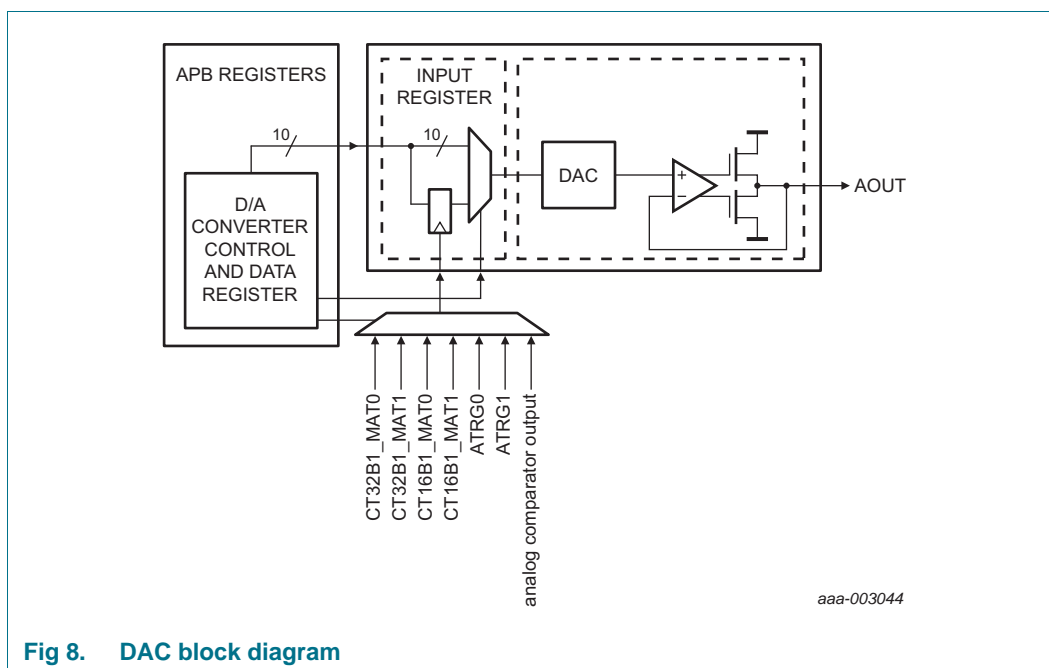 APB REGISTERS
INPUT
REGISTER
10
10
D/A
CONVERTER
CONTROL
AND DATA
REGISTER
DAC
+
−
AOUT
CT32B1_MAT0
CT32B1_MAT1
CT16B1_MAT0
CT16B1_MAT1
ATRG0
ATRG1
analog comparator output
aaa-003044
Fig 8. DAC block diagram